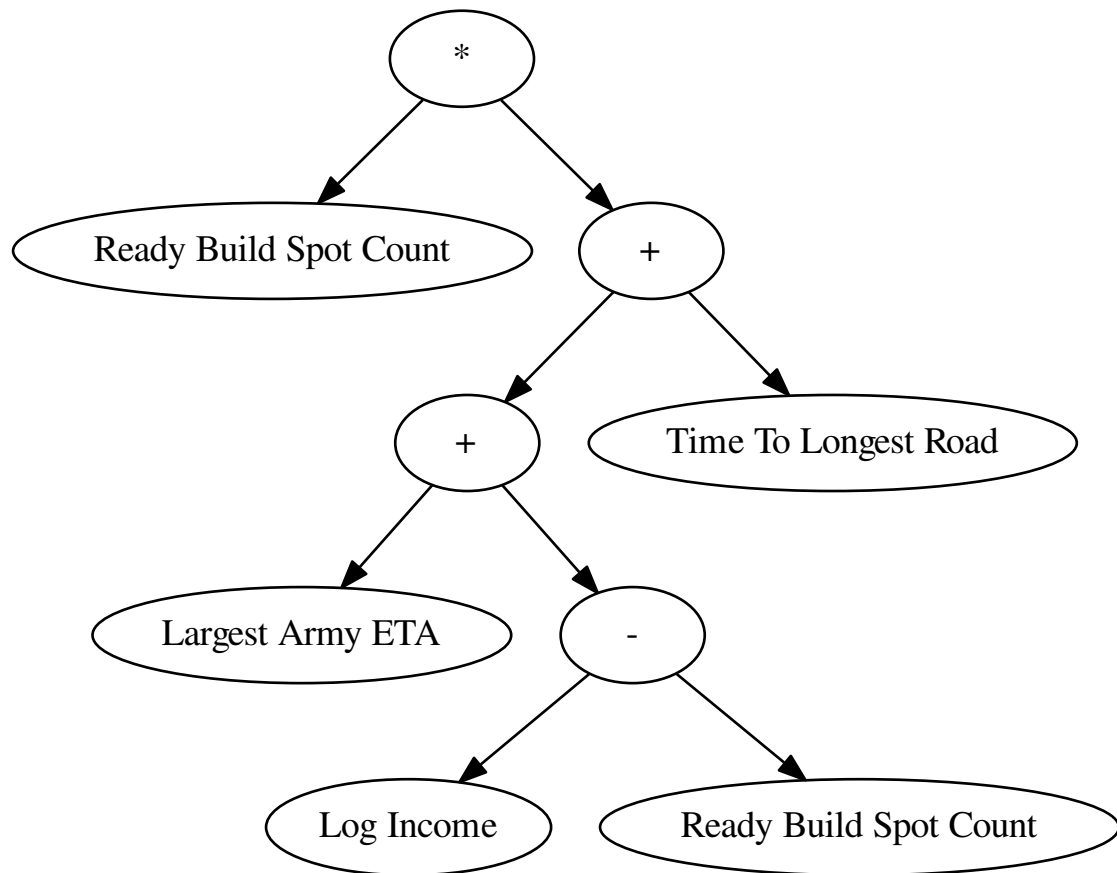 *
Ready Build Spot Count
+
+
Time To Longest Road
Largest Army ETA
-
Log Income
Ready Build Spot Count